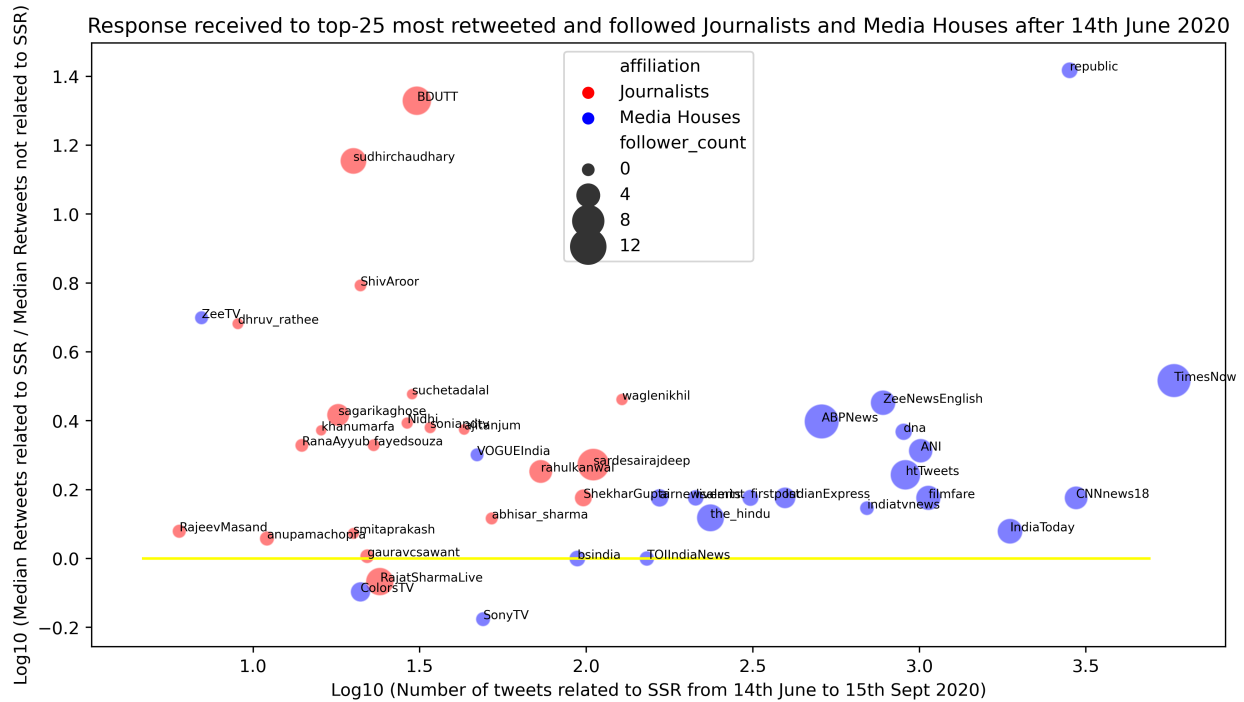 Response received to top-25 most retweeted and followed Journalists and Media Houses after 14th June 2020
Log10 (Median Retweets related to SSR / Median Retweets not related to SSR)
1.4
1.2
1.0
0.8
0.6
0.4
0.2
0.0
−0.2
affiliation
Journalists
Media Houses
follower_count
0
4
8
12
republic
BDUTT
sudhirchaudhary
ShivAroor
ZeeTV
dhruv_rathee
TimesNow
suchetadalal
waglenikhil
ZeeNewsEnglish
sagarikaghose
ABPNews
Nidhi
khanumarfa
ajitanjum
dna
RanaAyyub
fayedsouza
ANI
VOGUEIndia
sardesairajdeep
rahulkanwal
htTweets
ShekharGupta
firstpost
IndianExpress
filmfare
CNNnews18
indiatvnews
abhisar_sharma
the_hindu
RajeevMasand
smitaprakash
anupamachopra
IndiaToday
gauravcsawant
bsindia
TOIIndiaNews
RajatSharmaLive
ColorsTV
SonyTV
1.0
1.5
2.0
2.5
3.0
3.5
Log10 (Number of tweets related to SSR from 14th June to 15th Sept 2020)